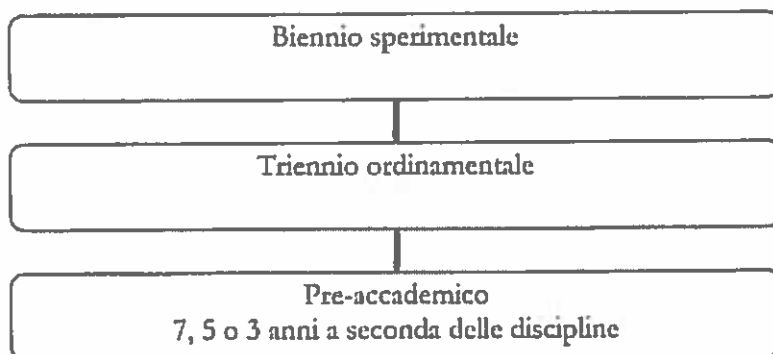 Biennio sperimentale
Triennio ordinamentale
Pre-accademico
7, 5 o 3 anni a seconda delle discipline